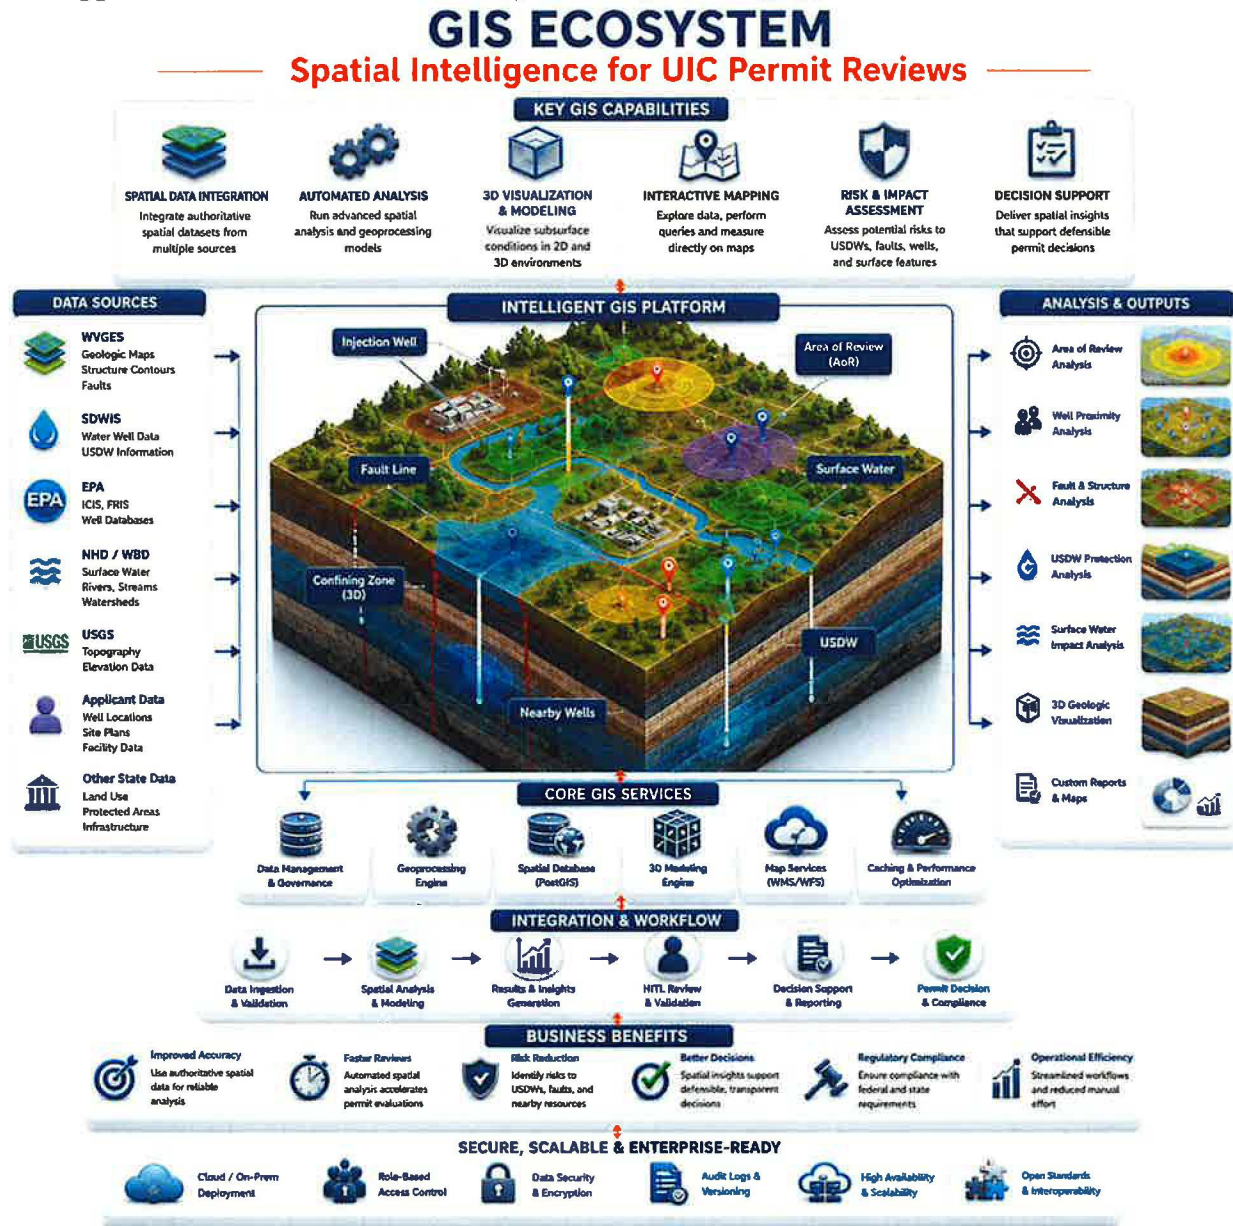 GIS ECOSYSTEM
Spatial Intelligence for UIC Permit Reviews
KEY GIS CAPABILITIES
SPATIAL DATA INTEGRATION
Integrate authoritative
spatial datasets from
multiple sources
AUTOMATED ANALYSIS
Run advanced spatial
analysis and geoprocessing
models
3D VISUALIZATION
& MODELING
Visualize subsurface
conditions in 2D and
3D environments
INTERACTIVE MAPPING
Explore data, perform
queries and measure
directly on maps
RISK & IMPACT
ASSESSMENT
Assess potential risks to
USDWs, faults, wells,
and surface features
DECISION SUPPORT
Deliver spatial insights
that support defensible
permit decisions
DATA SOURCES
WVGES
Geologic Maps
Structure Contours
Faults
SDWIS
Water Well Data
USDW Information
EPA
EPA
ICIS, FRIS
Well Databases
NHD / WBD
Surface Water
Rivers, Streams
Watersheds
USGS
USGS
Topography
Elevation Data
Applicant Data
Well Locations
Site Plans
Facility Data
Other State Data
Land Use
Protected Areas
Infrastructure
INTELLIGENT GIS PLATFORM
Injection Well
Area of Review
(AoR)
Fault Line
Surface Water
Confining Zone
(3D)
USDW
Nearby Wells
ANALYSIS & OUTPUTS
Area of Review
Analysis
Well Proximity
Analysis
Fault & Structure
Analysis
USDW Protection
Analysis
Surface Water
Impact Analysis
3D Geologic
Visualization
Custom Reports
& Maps
CORE GIS SERVICES
Data Management
& Governance
Geoprocessing
Engine
Spatial Database
(PostGIS)
3D Modeling
Engine
Map Services
(WMS/WFS)
Caching & Performance
Optimization
INTEGRATION & WORKFLOW
Data Ingestion
& Validation
Spatial Analysis
& Modeling
Results & Insights
Generation
HITL Review
& Validation
Decision Support
& Reporting
Permit Decision
& Compliance
BUSINESS BENEFITS
Improved Accuracy
Use authoritative spatial
data for reliable
analysis
Faster Reviews
Automated spatial
analysis accelerates
permit evaluations
Risk Reduction
Identify risks to
USDWs, faults, and
nearby resources
Better Decisions
Spatial insights support
defensible, transparent
decisions
Regulatory Compliance
Ensure compliance with
federal and state
requirements
Operational Efficiency
Streamlined workflows
and reduced manual
effort
SECURE, SCALABLE & ENTERPRISE-READY
Cloud / On-Prem
Deployment
Role-Based
Access Control
Data Security
& Encryption
Audit Logs &
Versioning
High Availability
& Scalability
Open Standards
& Interoperability